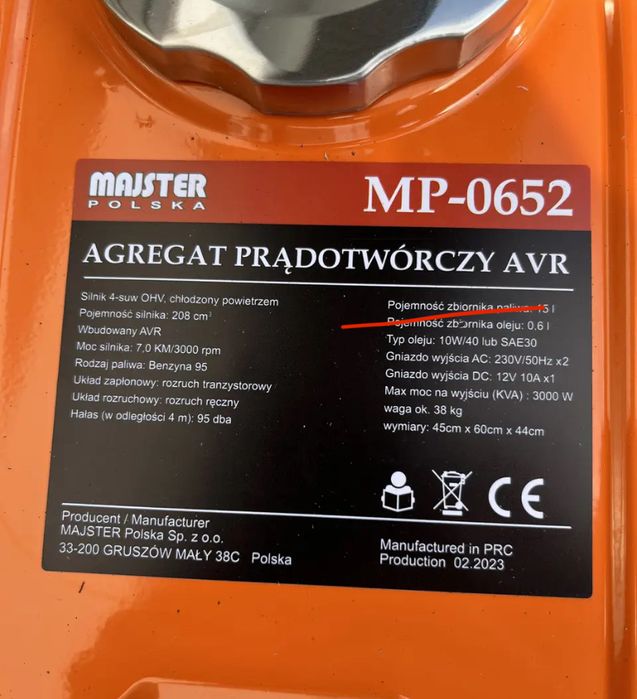 MAJSTER
POLSKA
MP-0652
AGREGAT PRĄDOTWÓRCZY AVR
Silnik 4-suw OHV, chłodzony powietrzem
Pojemność silnika: 208 cm³
Wbudowany AVR
Moc silnika: 7,0 KM/3000 rpm
Rodzaj paliwa: Benzyna 95
Układ zapłonowy: rozruch tranzystorowy
Układ rozruchowy: rozruch ręczny
Hałas (w odległości 4 m): 95 dba
Pojemność zbiornika paliwa: 15 l
Pojemność zbiornika oleju: 0.6 l
Typ oleju: 10W/40 lub SAE30
Gniazdo wyjścia AC: 230V/50Hz x2
Gniazdo wyjścia DC: 12V 10A x1
Max moc na wyjściu (KVA) : 3000 W
waga ok. 38 kg
wymiary: 45cm x 60cm x 44cm
CE
Producent / Manufacturer
MAJSTER Polska Sp. z o.o.
33-200 GRUSZÓW MAŁY 38C Polska
Manufactured in PRC
Production 02.2023